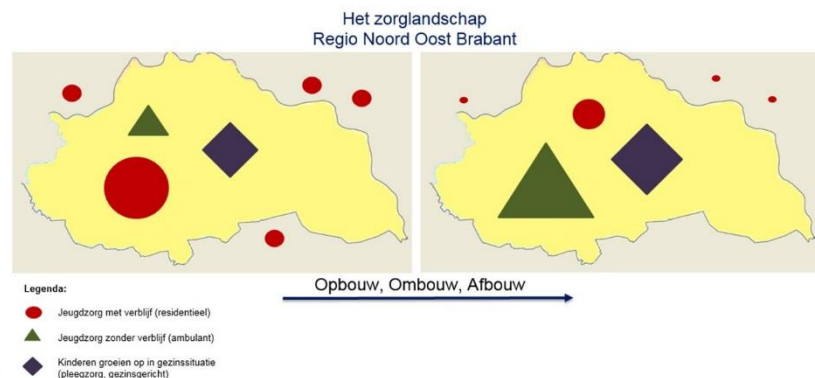 Het zorglandschap
Regio Noord Oost Brabant
Opbouw, Ombouw, Afbouw
Legenda:
Jeugdzorg met verblijf (residentieel)
Jeugdzorg zonder verblijf (ambulant)
Kinderen groeien op in gezinssituatie
(pleegzorg, gezinsgericht)